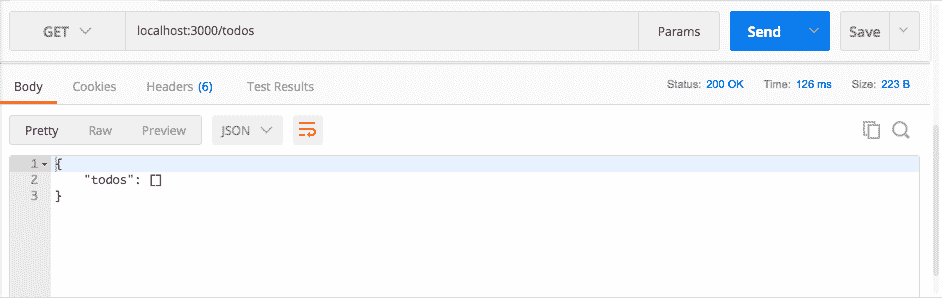 GET localhost:3000/todos Params Send Save
Body Cookies Headers (6) Test Results Status: 200 OK Time: 126 ms Size: 223 B
Pretty Raw Preview JSON
1 {
2 "todos": []
3 }